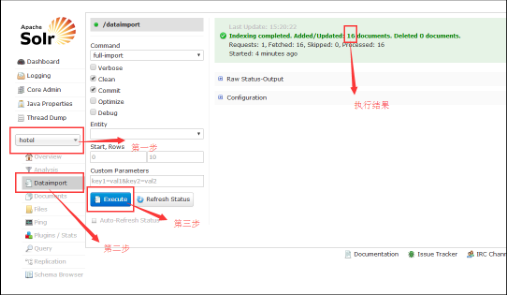 Apache
Solr
Dashboard
Logging
Core Admin
Java Properties
Thread Dump
hotel
Overview
Analysis
Dataimport
Documents
Files
Ping
Plugins / Stats
Query
Replication
Schema Browser
第一步
第二步
/dataimport
Command
full-import
Verbose
Clean
Commit
Optimize
Debug
Entity
Start, Rows
0 10
Custom Parameters
key1=val1&key2=val2
Execute Refresh Status
Auto-Refresh Status
第三步
Last Update: 15:20:22
Indexing completed. Added/Updated: 16 documents. Deleted 0 documents.
Requests: 1, Fetched: 16, Skipped: 0, Processed: 16
Started: 4 minutes ago
Raw Status-Output
Configuration
执行结果
Documentation Issue Tracker IRC Chann